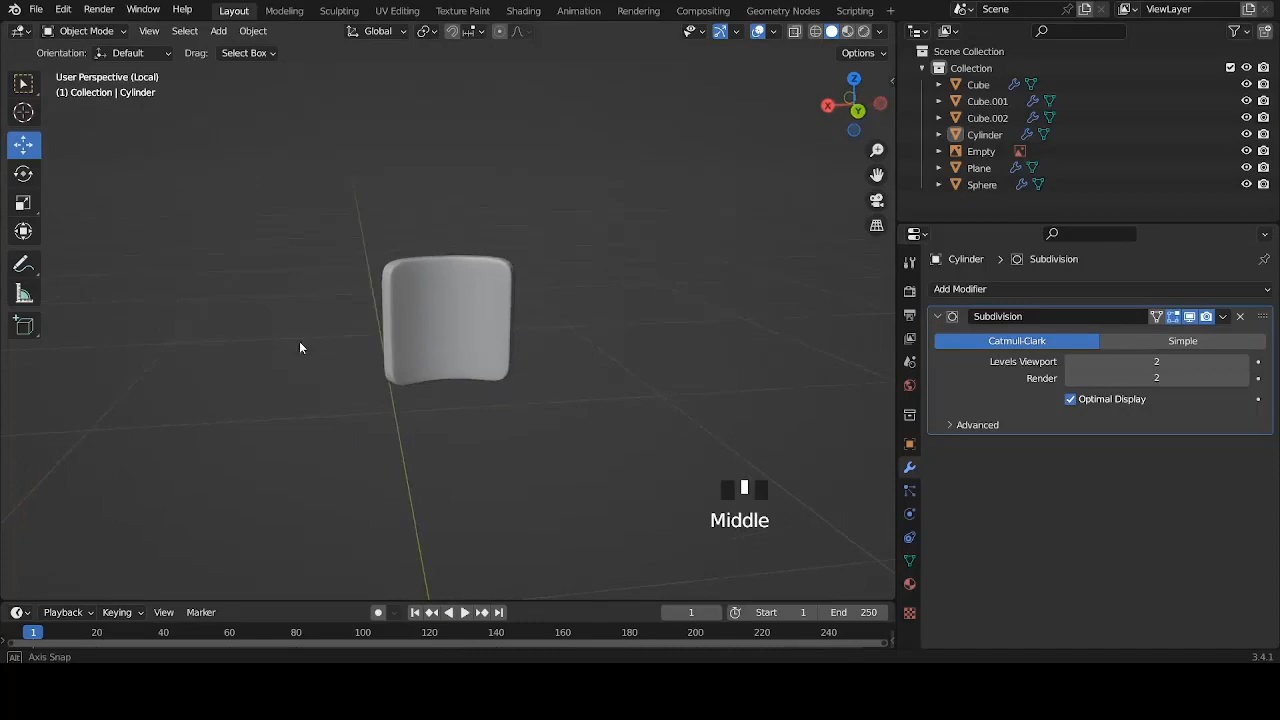 File Edit Render Window Help Layout Modeling Sculpting UV Editing Texture Paint Shading Animation Rendering Compositing Geometry Nodes Scripting + Scene ViewLayer
Object Mode View Select Add Object Global Options
Orientation: Default Drag: Select Box
User Perspective (Local)
(1) Collection | Cylinder
X Y Z
Middle
Scene Collection
Collection
Cube
Cube.001
Cube.002
Cylinder
Empty
Plane
Sphere
Cylinder > Subdivision
Add Modifier
Subdivision
Catmull-Clark Simple
Levels Viewport 2
Render 2
Optimal Display
Advanced
Playback Keying View Marker 1 Start 1 End 250
1 20 40 60 80 100 120 140 160 180 200 220 240
Alt Axis Snap 3.4.1